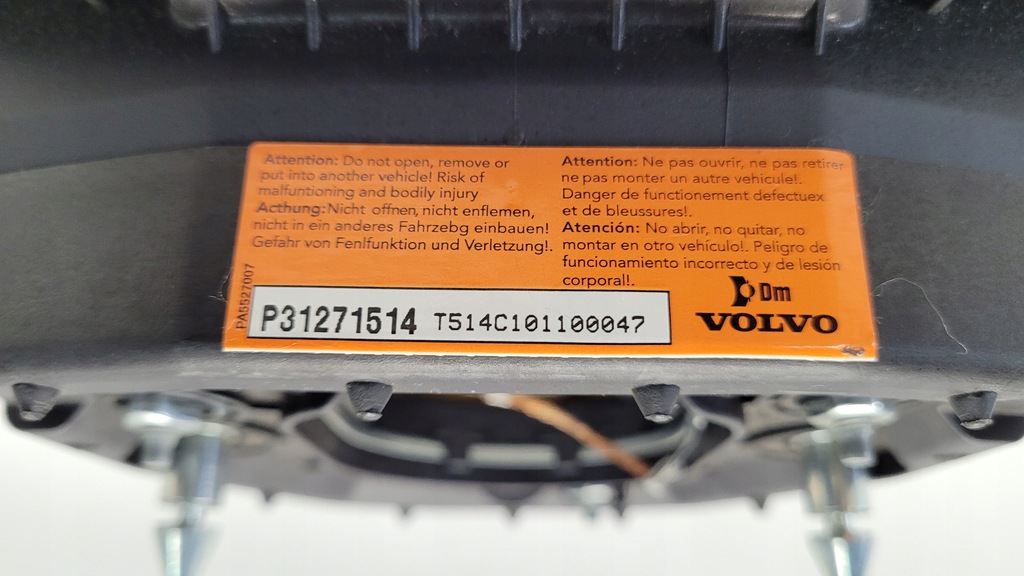 Attention: Do not open, remove or
put into another vehicle! Risk of
malfuntioning and bodily injury
Acthung: Nicht offnen, nicht enflemen,
nicht in ein anderes Fahrzebg einbauen!
Gefahr von Fenlfunktion und Verletzung!.
Attention: Ne pas ouvrir, ne pas retirer
ne pas monter un autre vehicule!.
Danger de functionement defectuex
et de bleussures!.
Atención: No abrir, no quitar, no
montar en otro vehículo!. Peligro de
funcionamiento incorrecto y de lesión
corporal!.
PA5527007
P31271514 T514C101100047
Dm
VOLVO